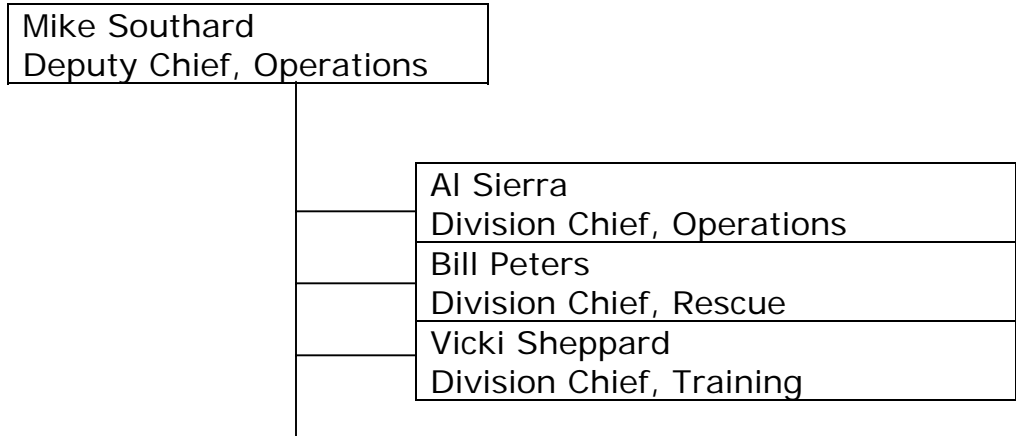 Mike Southard
Deputy Chief, Operations
Al Sierra
Division Chief, Operations
Bill Peters
Division Chief, Rescue
Vicki Sheppard
Division Chief, Training